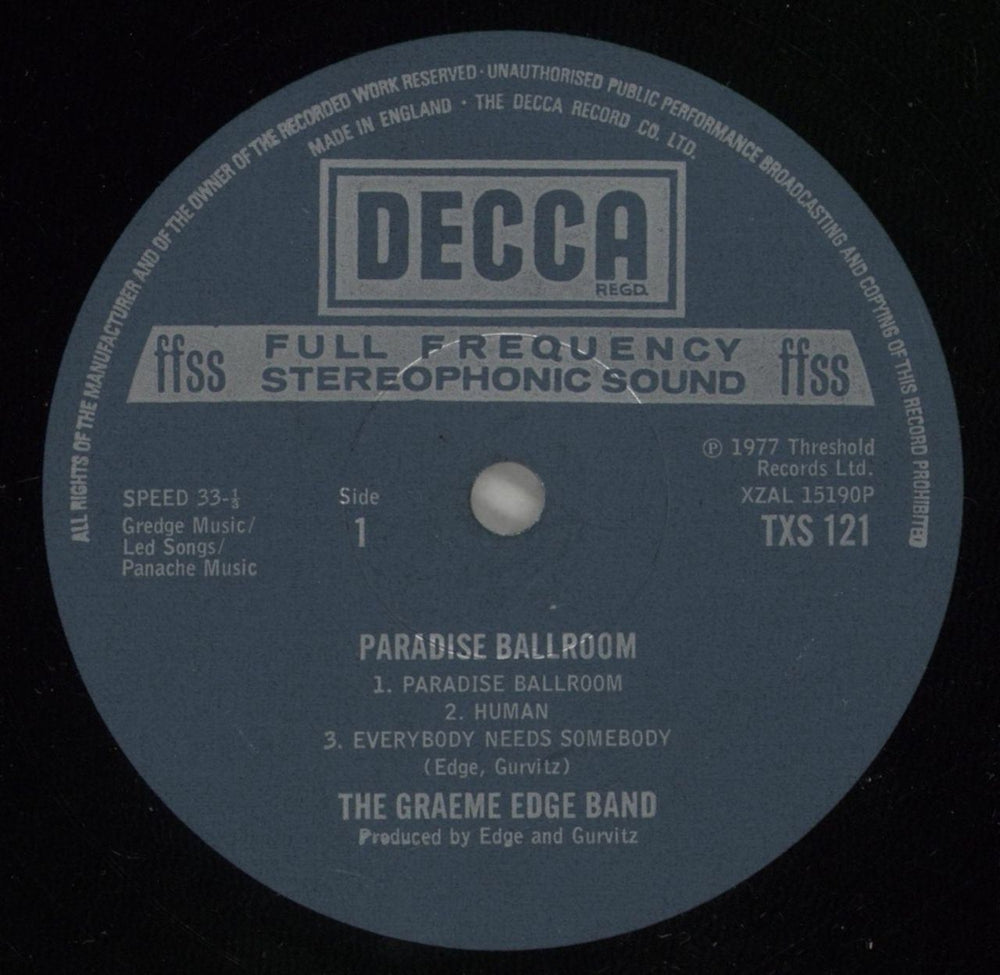 ALL RIGHTS OF THE MANUFACTURER AND OF THE OWNER OF THE RECORDED WORK RESERVED · UNAUTHORISED PUBLIC PERFORMANCE BROADCASTING AND COPYING OF THIS RECORD PROHIBITED
MADE IN ENGLAND · THE DECCA RECORD CO. LTD.
DECCA
REGD.
ffss FULL FREQUENCY ffss
STEREOPHONIC SOUND
℗ 1977 Threshold
Records Ltd.
SPEED 33-⅓
Gredge Music/
Led Songs/
Panache Music
Side
1
XZAL 15190P
TXS 121
PARADISE BALLROOM
1. PARADISE BALLROOM
2. HUMAN
3. EVERYBODY NEEDS SOMEBODY
(Edge, Gurvitz)
THE GRAEME EDGE BAND
Produced by Edge and Gurvitz